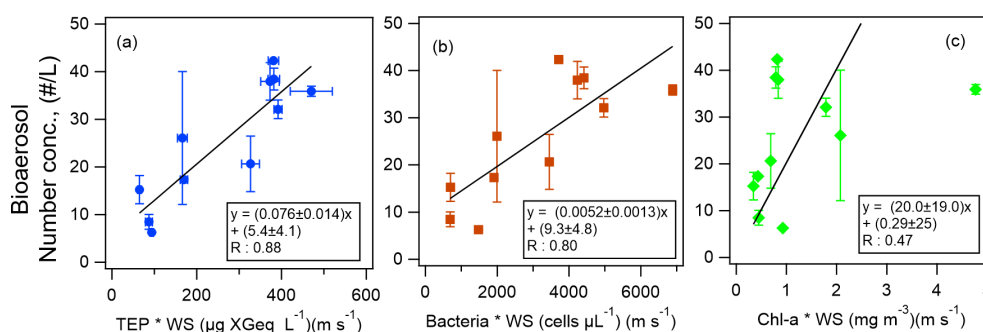 Bioaerosol
Number conc., (#/L)
50
40
30
20
10
0
(a)
y = (0.076±0.014)x
+ (5.4±4.1)
R : 0.88
0
200
400
600
TEP * WS (µg XGeq L⁻¹)(m s⁻¹)
50
40
30
20
10
0
(b)
y = (0.0052±0.0013)x
+ (9.3±4.8)
R : 0.80
0
2000
4000
6000
Bacteria * WS (cells µL⁻¹) (m s⁻¹)
50
40
30
20
10
0
(c)
y = (20.0±19.0)x
+ (0.29±25)
R : 0.47
0
1
2
3
4
5
Chl-a * WS (mg m⁻³)(m s⁻¹)